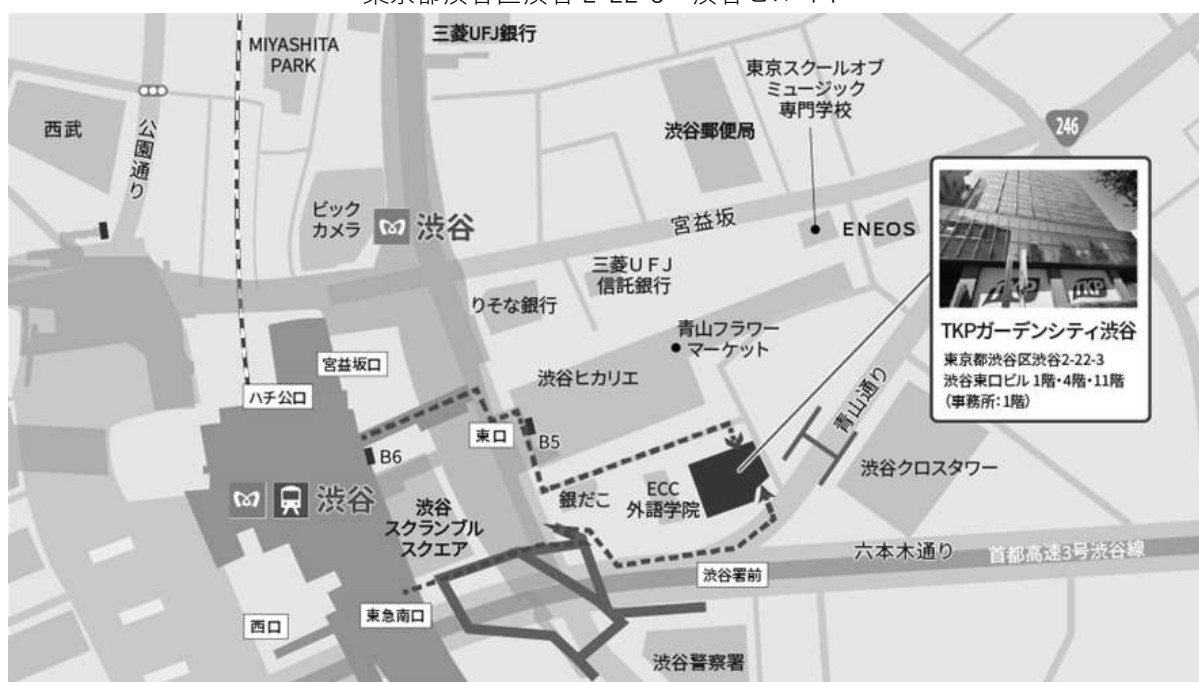 三菱UFJ銀行
MIYASHITA
PARK
東京スクールオブ
ミュージック
専門学校
西武
公園通り
渋谷郵便局
246
ビック
カメラ
渋谷
宮益坂
ENEOS
三菱UFJ
信託銀行
りそな銀行
青山フラワー
マーケット
TKP
TKP
TKPガーデンシティ渋谷
東京都渋谷区渋谷2-22-3
渋谷東口ビル 1階・4階・11階
(事務所:1階)
宮益坂口
渋谷ヒカリエ
ハチ公口
青山通り
東口
B5
B6
渋谷クロスタワー
渋谷
渋谷
スクランブル
スクエア
銀だこ
ECC
外語学院
六本木通り
首都高速3号渋谷線
渋谷署前
東急南口
西口
渋谷警察署